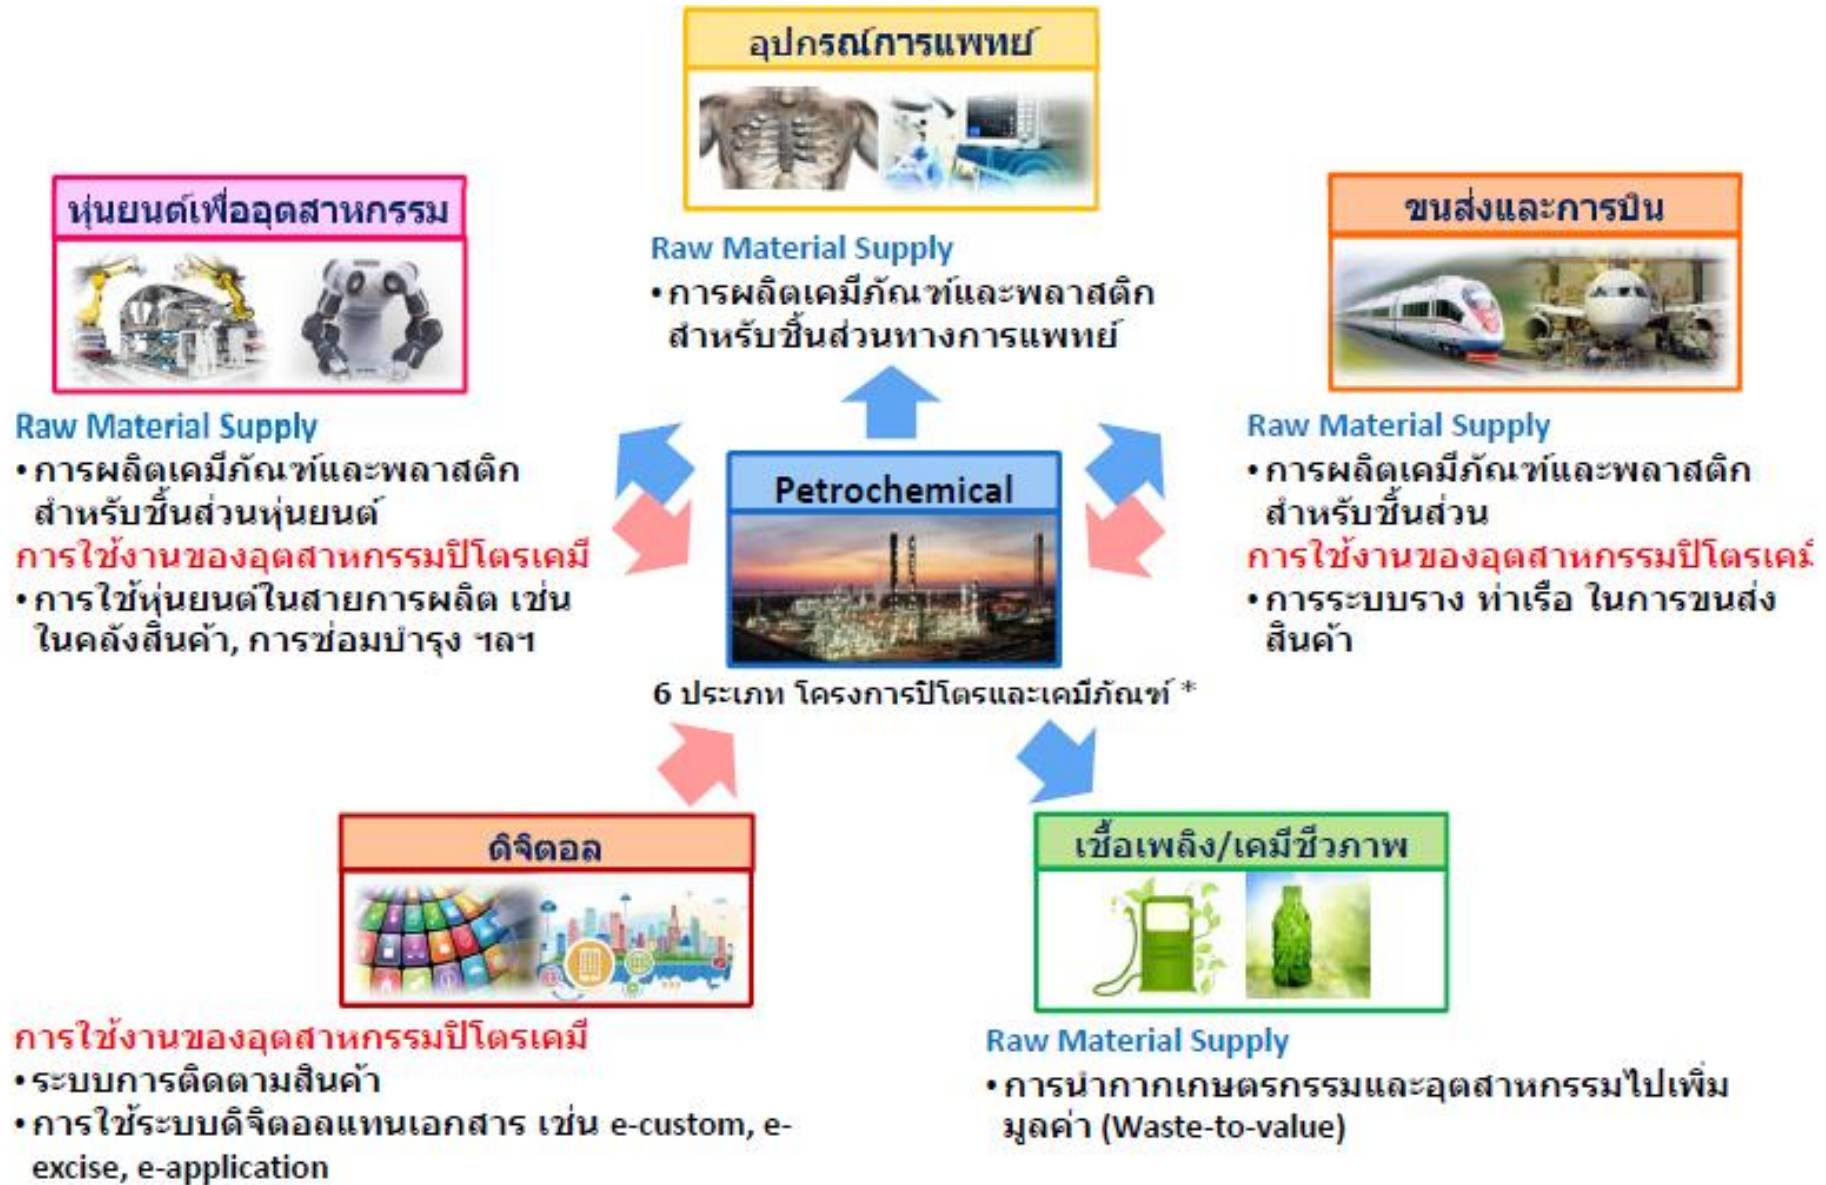 อุปกรณ์การแพทย์
Raw Material Supply
•การผลิตเคมีภัณฑ์และพลาสติก
สำหรับชิ้นส่วนทางการแพทย์
หุ่นยนต์เพื่ออุตสาหกรรม
Raw Material Supply
•การผลิตเคมีภัณฑ์และพลาสติก
สำหรับชิ้นส่วนหุ่นยนต์
การใช้งานของอุตสาหกรรมปิโตรเคมี
•การใช้หุ่นยนต์ในสายการผลิต เช่น
ในคลังสินค้า, การซ่อมบำรุง ฯลฯ
ขนส่งและการบิน
Raw Material Supply
•การผลิตเคมีภัณฑ์และพลาสติก
สำหรับชิ้นส่วน
การใช้งานของอุตสาหกรรมปิโตรเคมี
•การระบบราง ท่าเรือ ในการขนส่ง
สินค้า
Petrochemical
6 ประเภท โครงการปิโตรและเคมีภัณฑ์ *
ดิจิตอล
การใช้งานของอุตสาหกรรมปิโตรเคมี
•ระบบการติดตามสินค้า
•การใช้ระบบดิจิตอลแทนเอกสาร เช่น e-custom, e-
excise, e-application
เชื้อเพลิง/เคมีชีวภาพ
Raw Material Supply
•การนำกากเกษตรกรรมและอุตสาหกรรมไปเพิ่ม
มูลค่า (Waste-to-value)